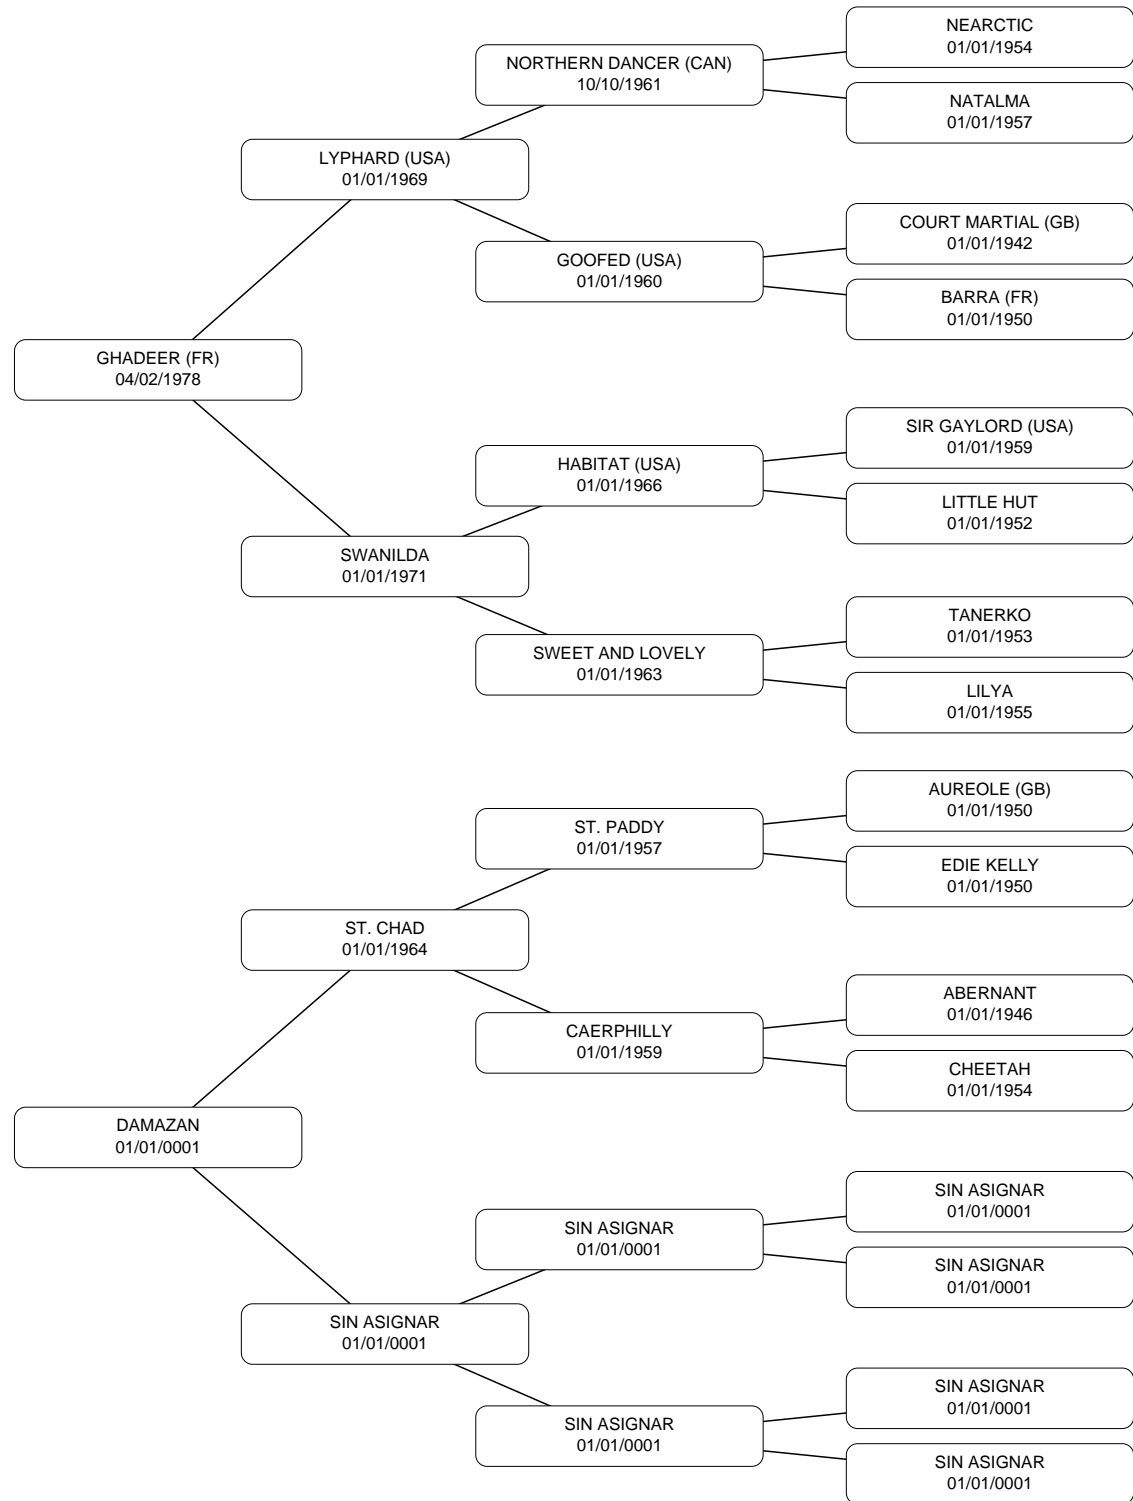 NEARCTIC
01/01/1954
NORTHERN DANCER (CAN)
10/10/1961
NATALMA
01/01/1957
LYPHARD (USA)
01/01/1969
COURT MARTIAL (GB)
01/01/1942
GOOFED (USA)
01/01/1960
BARRA (FR)
01/01/1950
GHADEER (FR)
04/02/1978
SIR GAYLORD (USA)
01/01/1959
HABITAT (USA)
01/01/1966
LITTLE HUT
01/01/1952
SWANILDA
01/01/1971
TANERKO
01/01/1953
SWEET AND LOVELY
01/01/1963
LILYA
01/01/1955
AUREOLE (GB)
01/01/1950
ST. PADDY
01/01/1957
EDIE KELLY
01/01/1950
ST. CHAD
01/01/1964
ABERNANT
01/01/1946
CAERPHILLY
01/01/1959
CHEETAH
01/01/1954
DAMAZAN
01/01/0001
SIN ASIGNAR
01/01/0001
SIN ASIGNAR
01/01/0001
SIN ASIGNAR
01/01/0001
SIN ASIGNAR
01/01/0001
SIN ASIGNAR
01/01/0001
SIN ASIGNAR
01/01/0001
SIN ASIGNAR
01/01/0001